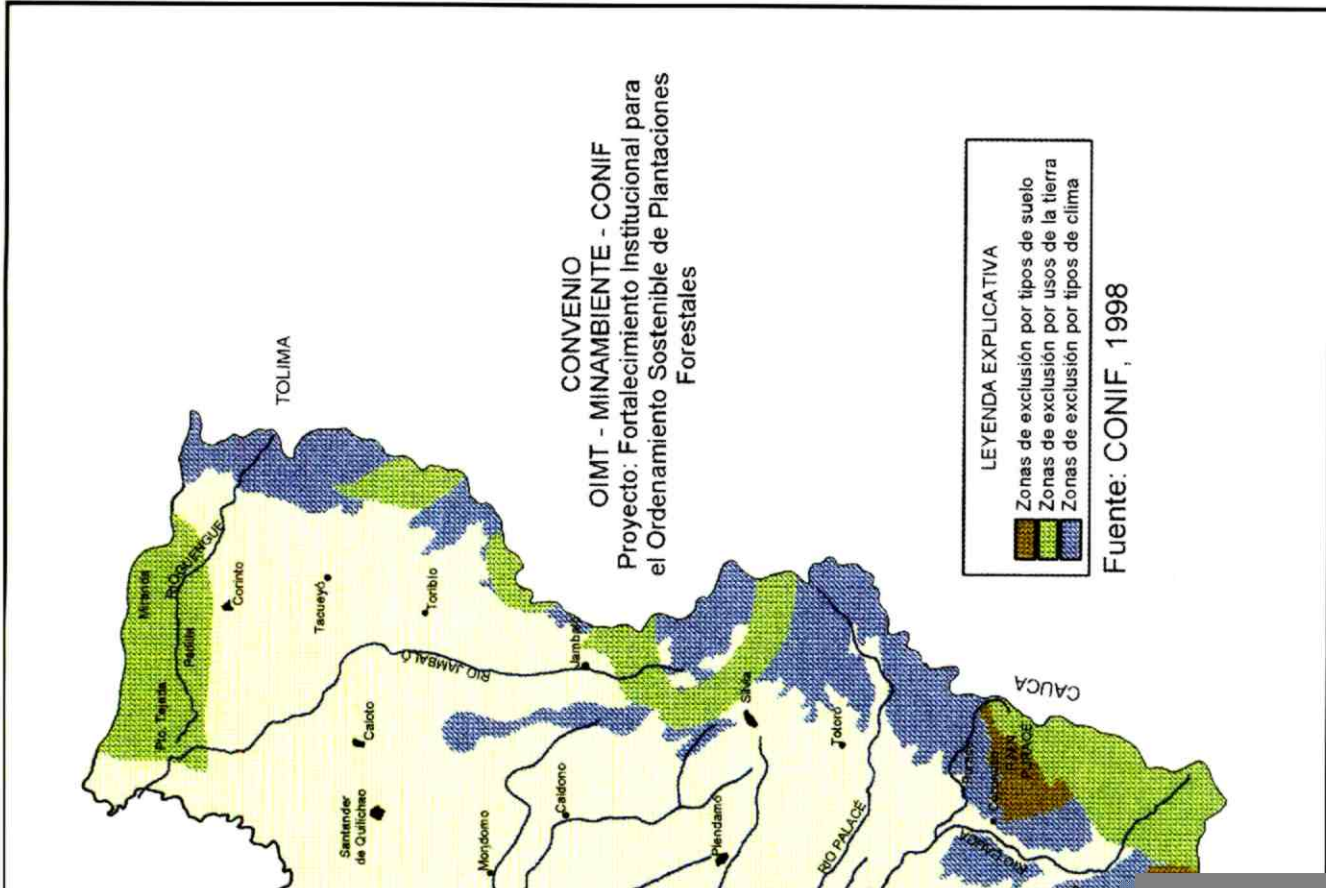 CONVENIO
OIMT - MINAMBIENTE - CONIF
Proyecto: Fortalecimiento Institucional para
el Ordenamiento Sostenible de Plantaciones
Forestales
TOLIMA
Miranda
Padilla
Pto. Tejada
Corinto
Tacueyó
Toribio
RIO JAMBALÓ
Jambaló
Caloto
Santander
de Quilichao
Mondomo
Caldono
Silvia
Totoró
Piendamó
RIO PALACÉ
CAUCA
LEYENDA EXPLICATIVA
Zonas de exclusión por tipos de suelo
Zonas de exclusión por usos de la tierra
Zonas de exclusión por tipos de clima
Fuente: CONIF, 1998